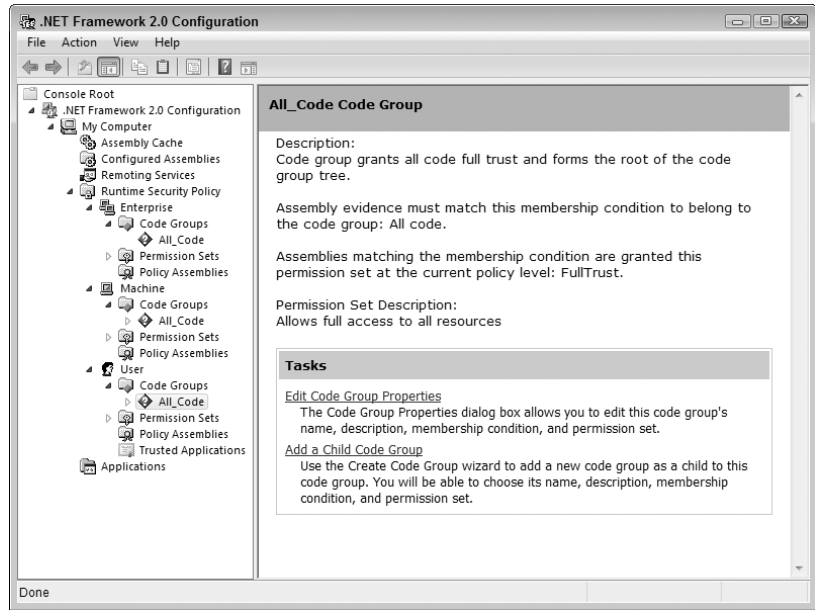 .NET Framework 2.0 Configuration
File Action View Help
Console Root
.NET Framework 2.0 Configuration
My Computer
Assembly Cache
Configured Assemblies
Remoting Services
Runtime Security Policy
Enterprise
Code Groups
All_Code
Permission Sets
Policy Assemblies
Machine
Code Groups
All_Code
Permission Sets
Policy Assemblies
User
Code Groups
All_Code
Permission Sets
Policy Assemblies
Trusted Applications
Applications
All_Code Code Group
Description:
Code group grants all code full trust and forms the root of the code
group tree.
Assembly evidence must match this membership condition to belong to
the code group: All code.
Assemblies matching the membership condition are granted this
permission set at the current policy level: FullTrust.
Permission Set Description:
Allows full access to all resources
Tasks
Edit Code Group Properties
The Code Group Properties dialog box allows you to edit this code group's
name, description, membership condition, and permission set.
Add a Child Code Group
Use the Create Code Group wizard to add a new code group as a child to this
code group. You will be able to choose its name, description, membership
condition, and permission set.
Done